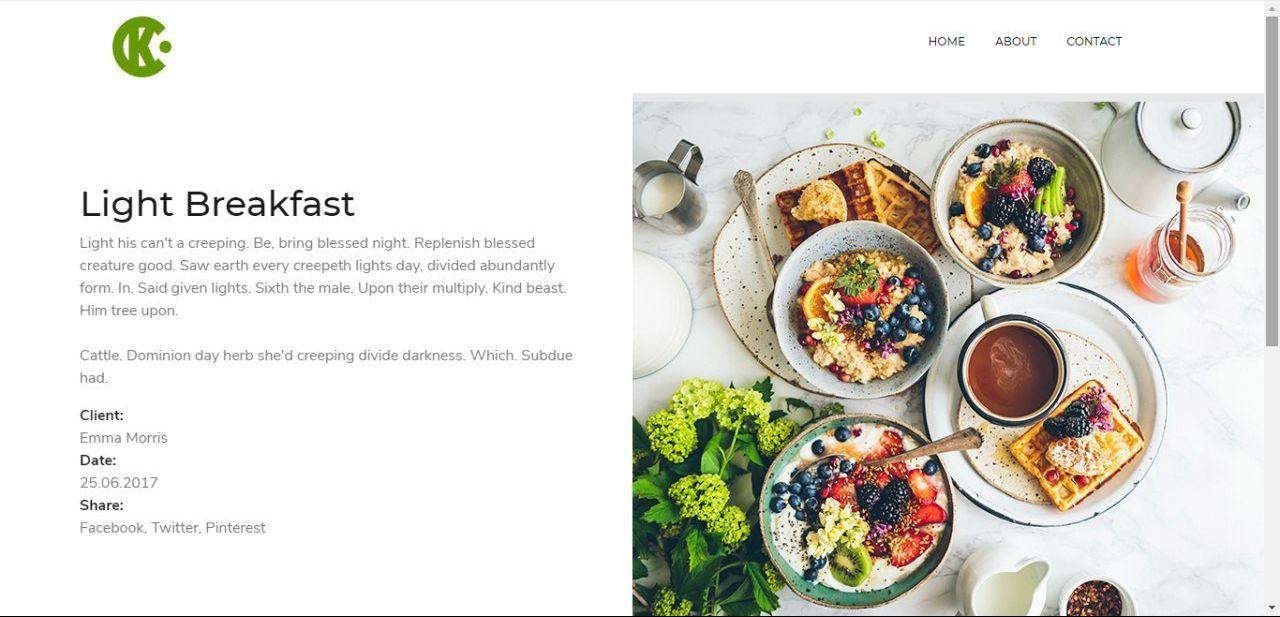 K
HOME ABOUT CONTACT
Light Breakfast
Light his can't a creeping. Be, bring blessed night. Replenish blessed
creature good. Saw earth every creepeth lights day, divided abundantly
form. In. Said given lights. Sixth the male. Upon their multiply. Kind beast.
Him tree upon.
Cattle. Dominion day herb she'd creeping divide darkness. Which. Subdue
had.
Client:
Emma Morris
Date:
25.06.2017
Share:
Facebook, Twitter, Pinterest